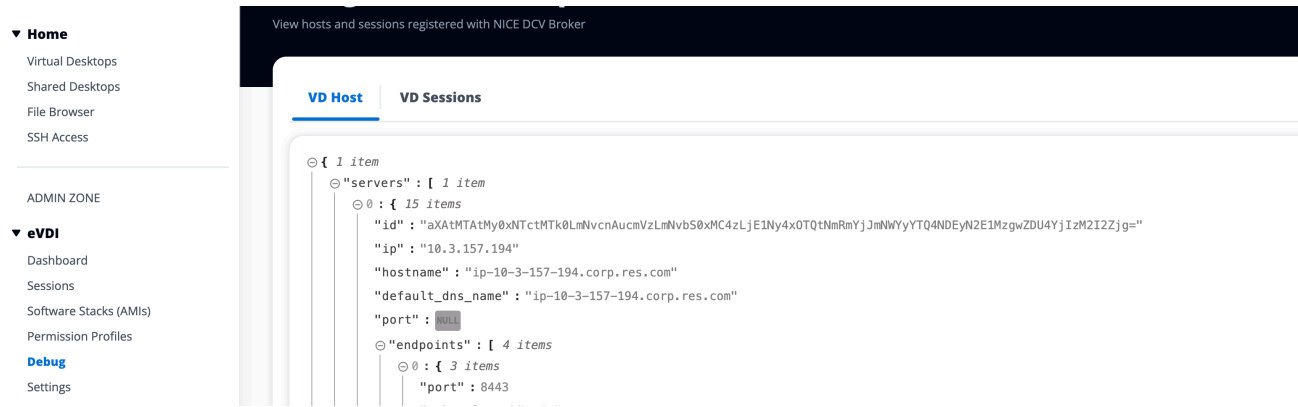 View hosts and sessions registered with NICE DCV Broker
Home
Virtual Desktops
Shared Desktops
File Browser
SSH Access
ADMIN ZONE
eVDI
Dashboard
Sessions
Software Stacks (AMIs)
Permission Profiles
Debug
Settings
VD Host
VD Sessions
{ 1 item
"servers" : [ 1 item
0 : { 15 items
"id" : "aXAtMTAtMy0xNTctMTk0LmNvcnAucmVzLmNvbS0xMC4zLjE1Ny4xOTQtNmRmYjJmNWYyYTQ4NDEyN2E1MzgwZDU4YjIzM2I2Zjg="
"ip" : "10.3.157.194"
"hostname" : "ip-10-3-157-194.corp.res.com"
"default_dns_name" : "ip-10-3-157-194.corp.res.com"
"port" : NULL
"endpoints" : [ 4 items
0 : { 3 items
"port" : 8443